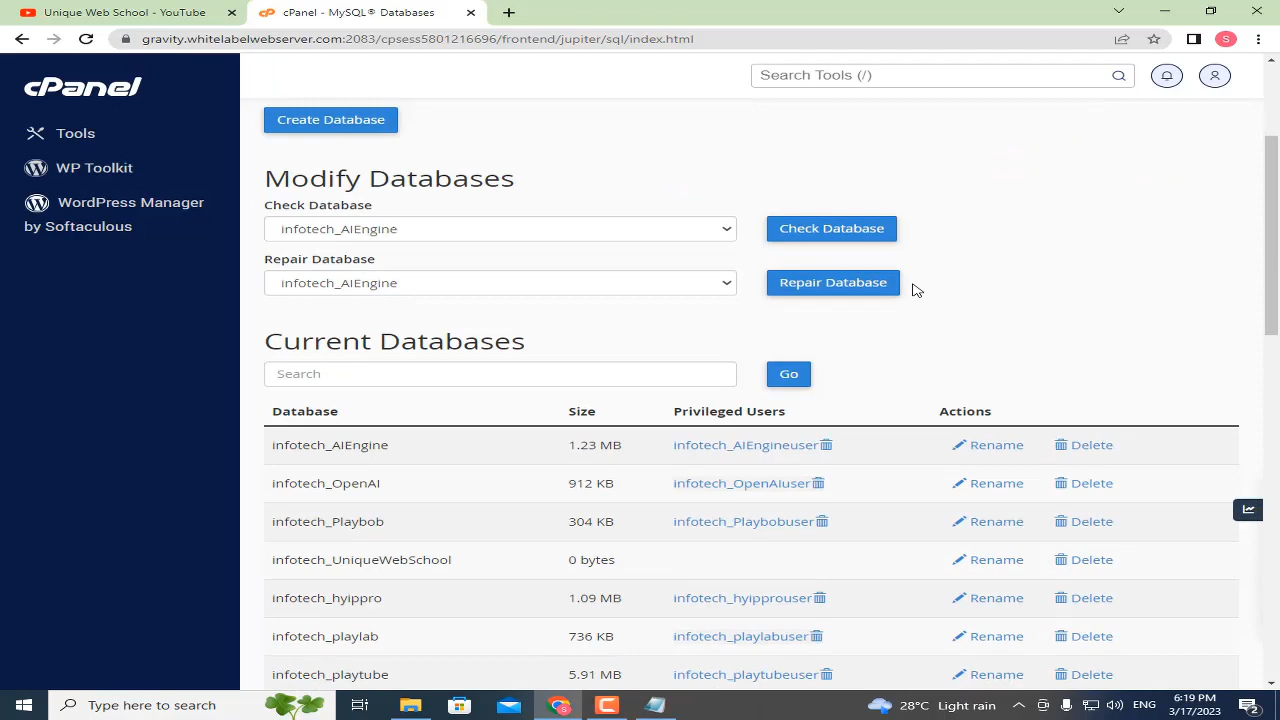 Unique Web School - YouTube
cPanel - MySQL® Databases
gravity.whitelabelwebserver.com:2083/cpsess5801216696/frontend/jupiter/sql/index.html
S
cPanel
Search Tools (/)
Tools
WP Toolkit
WordPress Manager
by Softaculous
Create Database
Modify Databases
Check Database
infotech_AIEngine
Check Database
Repair Database
infotech_AIEngine
Repair Database
Current Databases
Search
Go
Database Size Privileged Users Actions
infotech_AIEngine 1.23 MB infotech_AIEngineuser Rename Delete
infotech_OpenAI 912 KB infotech_OpenAIuser Rename Delete
infotech_Playbob 304 KB infotech_Playbobuser Rename Delete
infotech_UniqueWebSchool 0 bytes Rename Delete
infotech_hyippro 1.09 MB infotech_hyipprouser Rename Delete
infotech_playlab 736 KB infotech_playlabuser Rename Delete
infotech_playtube 5.91 MB infotech_playtubeuser Rename Delete
Type here to search
28°C Light rain
ENG
6:19 PM
3/17/2023
2